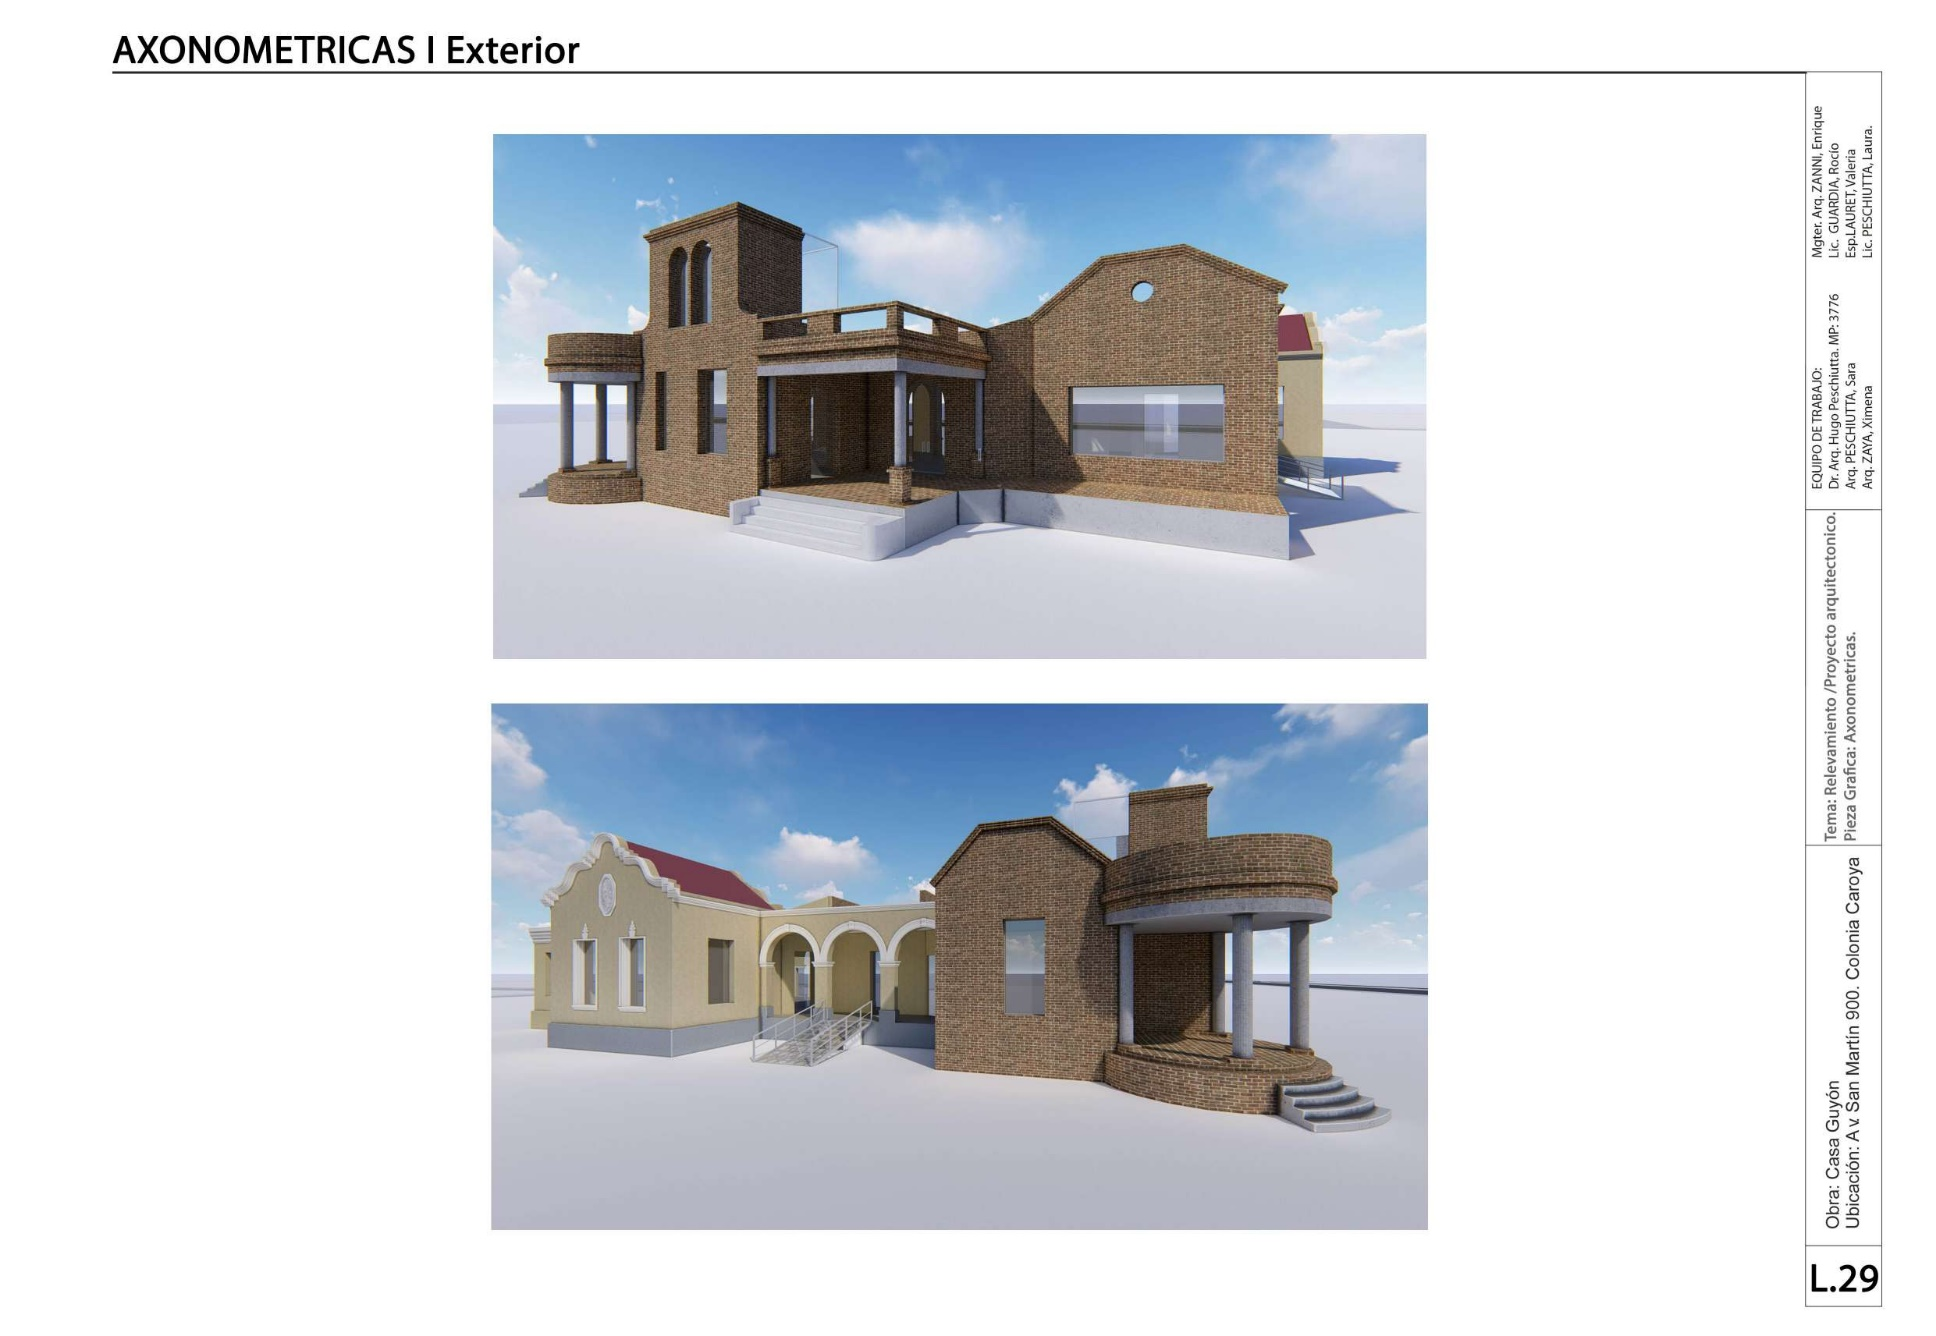 AXONOMETRICAS I Exterior
Mgter. Arq. ZANNI, Enrique
Lic. GUARDIA, Rocío
Esp.LAURET, Valeria
Lic. PESCHIUTTA, Laura.
EQUIPO DE TRABAJO:
Dr. Arq. Hugo Peschiutta. MP: 3776
Arq. PESCHIUTTA, Sara
Arq. ZAYA, Ximena
Tema: Relevamiento /Proyecto arquitectonico.
Pieza Grafica: Axonometricas.
Obra: Casa Guyón
Ubicación: A v. San Martín 900. Colonia Caroya
L.29